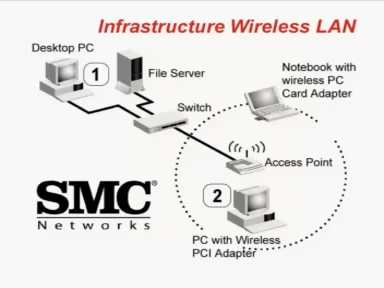 Infrastructure Wireless LAN
Desktop PC
1
File Server
Notebook with
wireless PC
Card Adapter
Switch
Access Point
SMC®
Networks
2
PC with Wireless
PCI Adapter